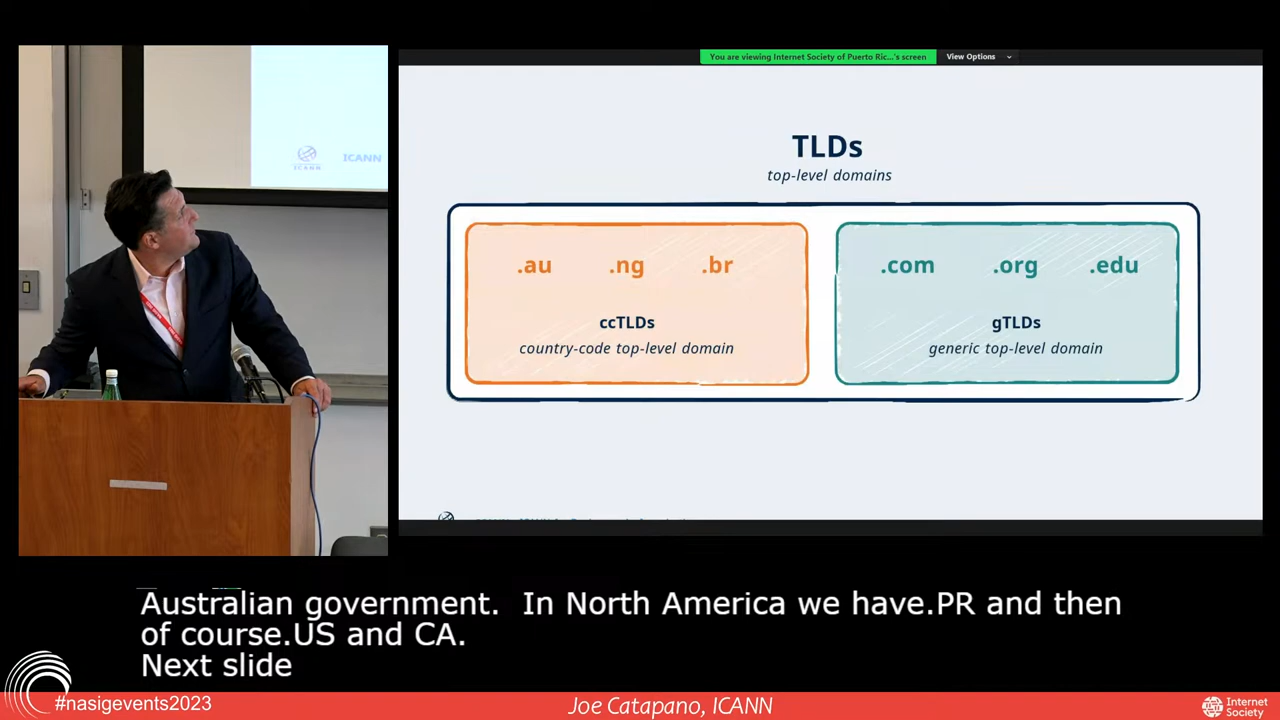 ICANN
ICANN
You are viewing Internet Society of Puerto Ric...'s screen
View Options
TLDs
top-level domains
.au .ng .br
ccTLDs
country-code top-level domain
.com .org .edu
gTLDs
generic top-level domain
Australian government.  In North America we have.PR and then
of course.US and CA.
Next slide
#nasigevents2023
Joe Catapano, ICANN
Internet
Society